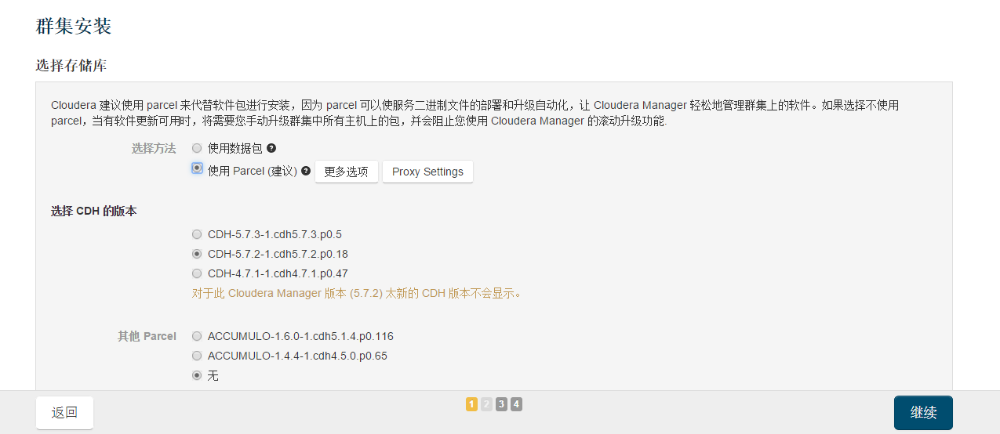 群集安装
选择存储库
Cloudera 建议使用 parcel 来代替软件包进行安装，因为 parcel 可以使服务二进制文件的部署和升级自动化，让 Cloudera Manager 轻松地管理群集上的软件。如果选择不使用
parcel，当有软件更新可用时，将需要您手动升级群集中所有主机上的包，并会阻止您使用 Cloudera Manager 的滚动升级功能.
选择方法 使用数据包 ?
使用 Parcel (建议) ? 更多选项 Proxy Settings
选择 CDH 的版本
CDH-5.7.3-1.cdh5.7.3.p0.5
CDH-5.7.2-1.cdh5.7.2.p0.18
CDH-4.7.1-1.cdh4.7.1.p0.47
对于此 Cloudera Manager 版本 (5.7.2) 太新的 CDH 版本不会显示。
其他 Parcel ACCUMULO-1.6.0-1.cdh5.1.4.p0.116
ACCUMULO-1.4.4-1.cdh4.5.0.p0.65
无
返回 1 2 3 4 继续